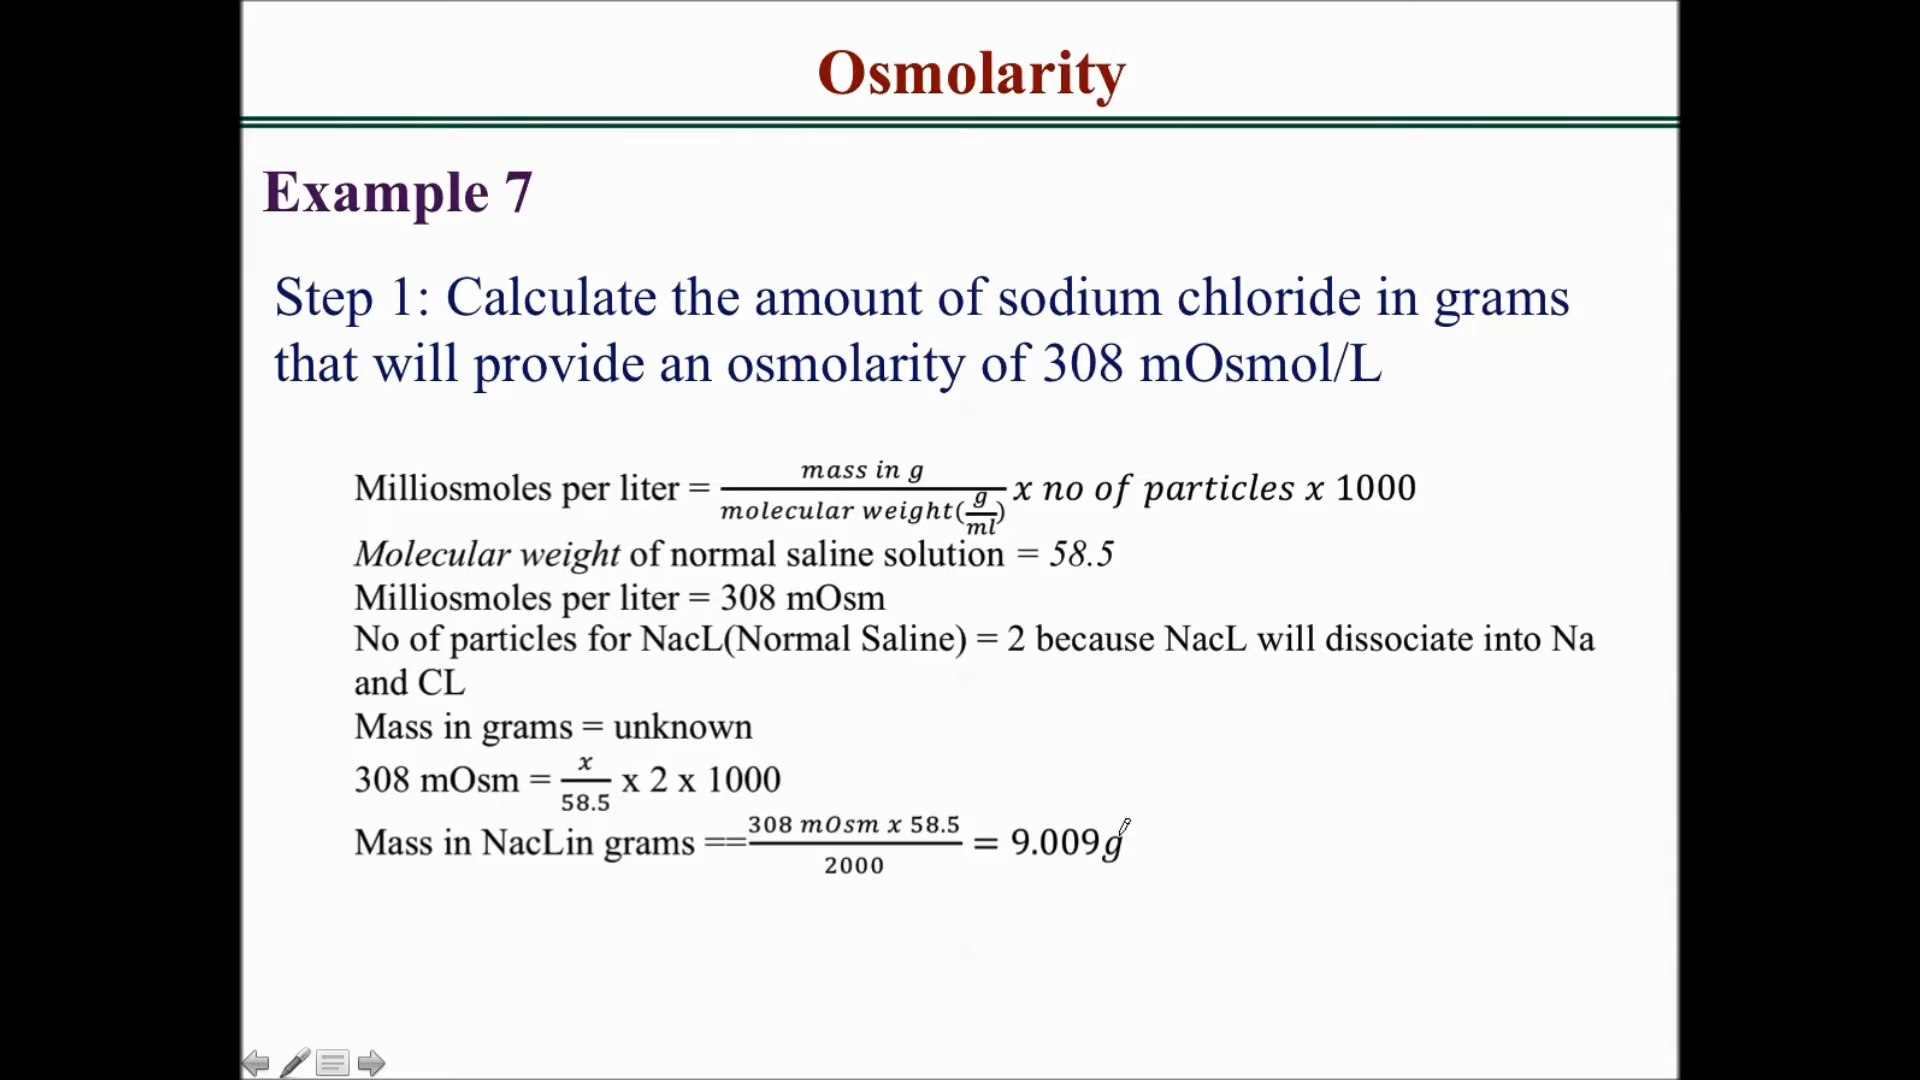 Osmolarity
Example 7
Step 1: Calculate the amount of sodium chloride in grams
that will provide an osmolarity of 308 mOsmol/L
Milliosmoles per liter = mass in g / molecular weight(g/ml) x no of particles x 1000
Molecular weight of normal saline solution = 58.5
Milliosmoles per liter = 308 mOsm
No of particles for NacL(Normal Saline) = 2 because NacL will dissociate into Na
and CL
Mass in grams = unknown
308 mOsm = x / 58.5 x 2 x 1000
Mass in NacLin grams == 308 mOsm x 58.5 / 2000 = 9.009g